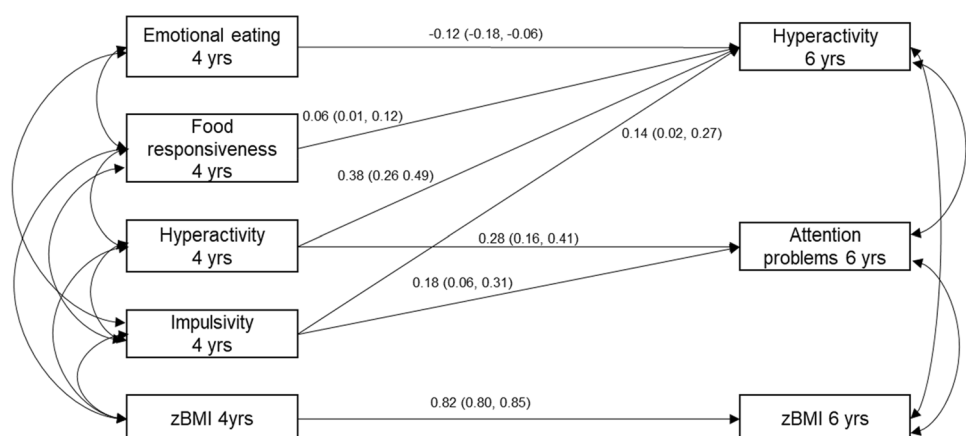 Emotional eating
4 yrs
-0.12 (-0.18, -0.06)
Hyperactivity
6 yrs
Food
responsiveness
4 yrs
0.06 (0.01, 0.12)
0.14 (0.02, 0.27)
0.38 (0.26 0.49)
Hyperactivity
4 yrs
0.28 (0.16, 0.41)
Attention
problems 6 yrs
0.18 (0.06, 0.31)
Impulsivity
4 yrs
zBMI 4yrs
0.82 (0.80, 0.85)
zBMI 6 yrs